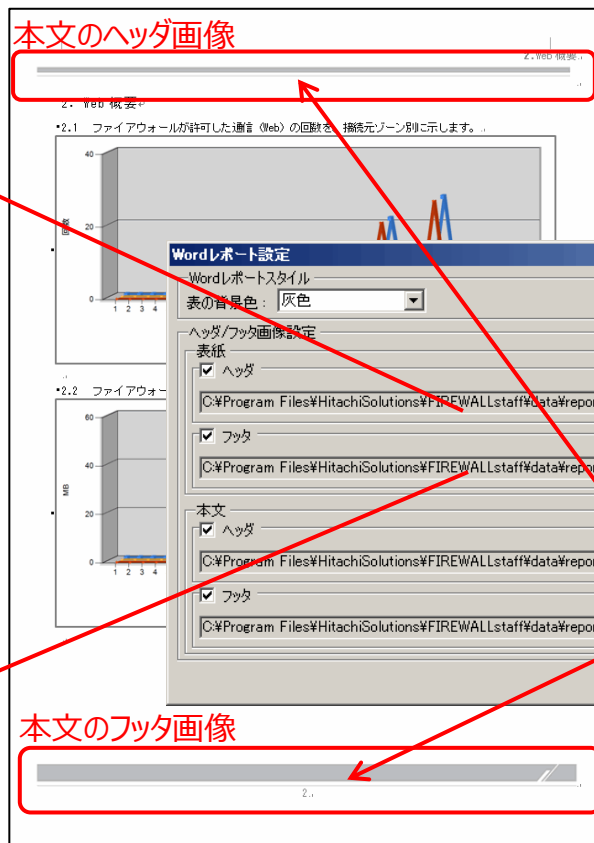 本文のヘッダ画像
2.Web 概要
2. Web 概要
2.1 ファイアウォールが許可した通信 (Web) の回数を、接続元ゾーン別に示します。
40
20
0
回数
1 2 3 4
Wordレポート設定
Wordレポートスタイル
表の背景色: 灰色
ヘッダ/フッタ画像設定
表紙
ヘッダ
C:¥Program Files¥HitachiSolutions¥FIREWALLstaff¥data¥repor
フッタ
C:¥Program Files¥HitachiSolutions¥FIREWALLstaff¥data¥repor
本文
ヘッダ
C:¥Program Files¥HitachiSolutions¥FIREWALLstaff¥data¥repor
フッタ
C:¥Program Files¥HitachiSolutions¥FIREWALLstaff¥data¥repor
2.2 ファイアウォー
60
40
20
0
MB
1 2 3 4
本文のフッタ画像
2